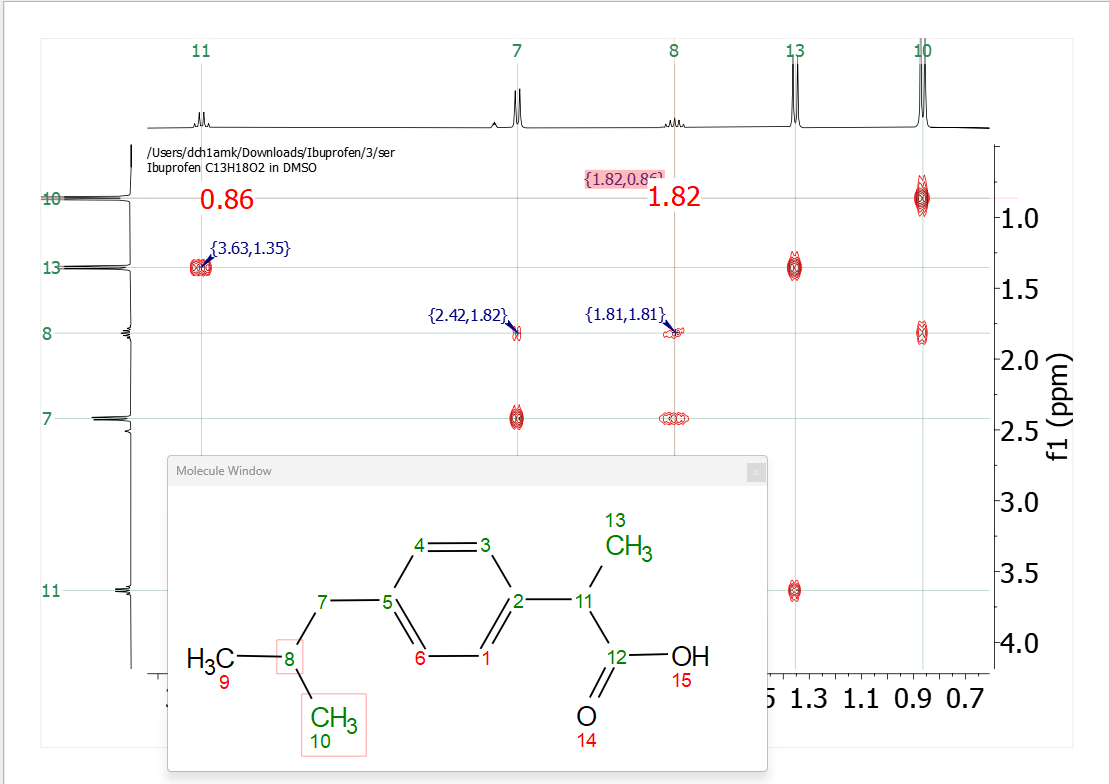 11 7 8 13 10
/Users/dch1amk/Downloads/Ibuprofen/3/ser
Ibuprofen C13H18O2 in DMSO
{1.82,0.86}
10
0.86
1.82
1.0
{3.63,1.35}
13
1.5
{2.42,1.82}
{1.81,1.81}
8
2.0
f1 (ppm)
7
2.5
3.0
3.5
11
4.0
1.3 1.1 0.9 0.7
Molecule Window
x
13
CH3
4
3
7
5
2
11
H3C
8
6
1
12
OH
9
15
CH3
10
O
14